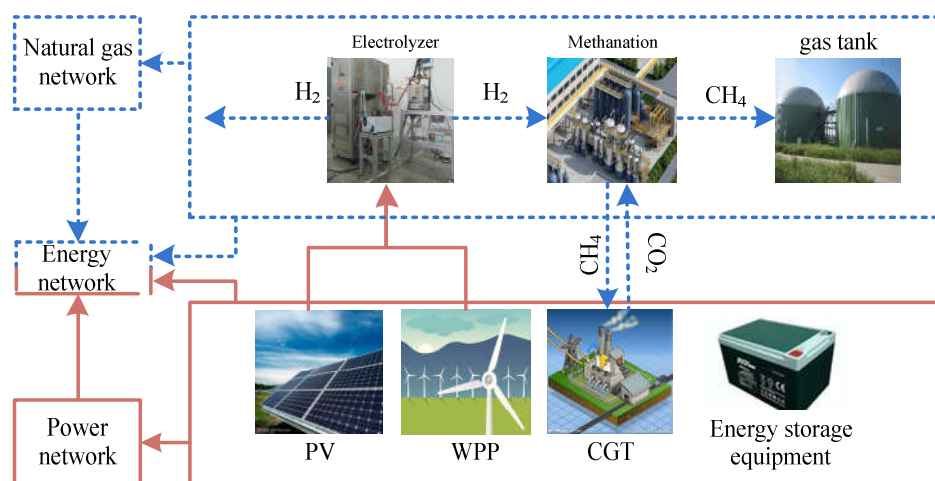 Natural gas
network
Electrolyzer
Methanation
gas tank
H₂
H₂
CH₄
CH₄
CO₂
Energy
network
Power
network
PV
WPP
CGT
Energy storage
equipment